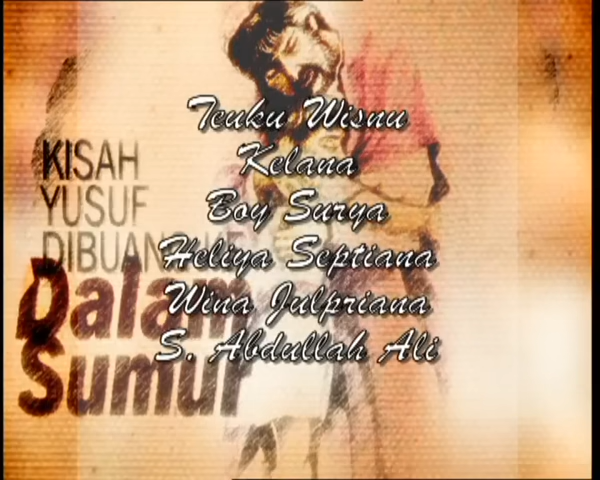 Teuku Wisnu
Kelana
Boy Surya
Heliya Septiana
Wina Julpriana
S. Abdullah Ali
KISAH
YUSUF
Dalam
Sumur